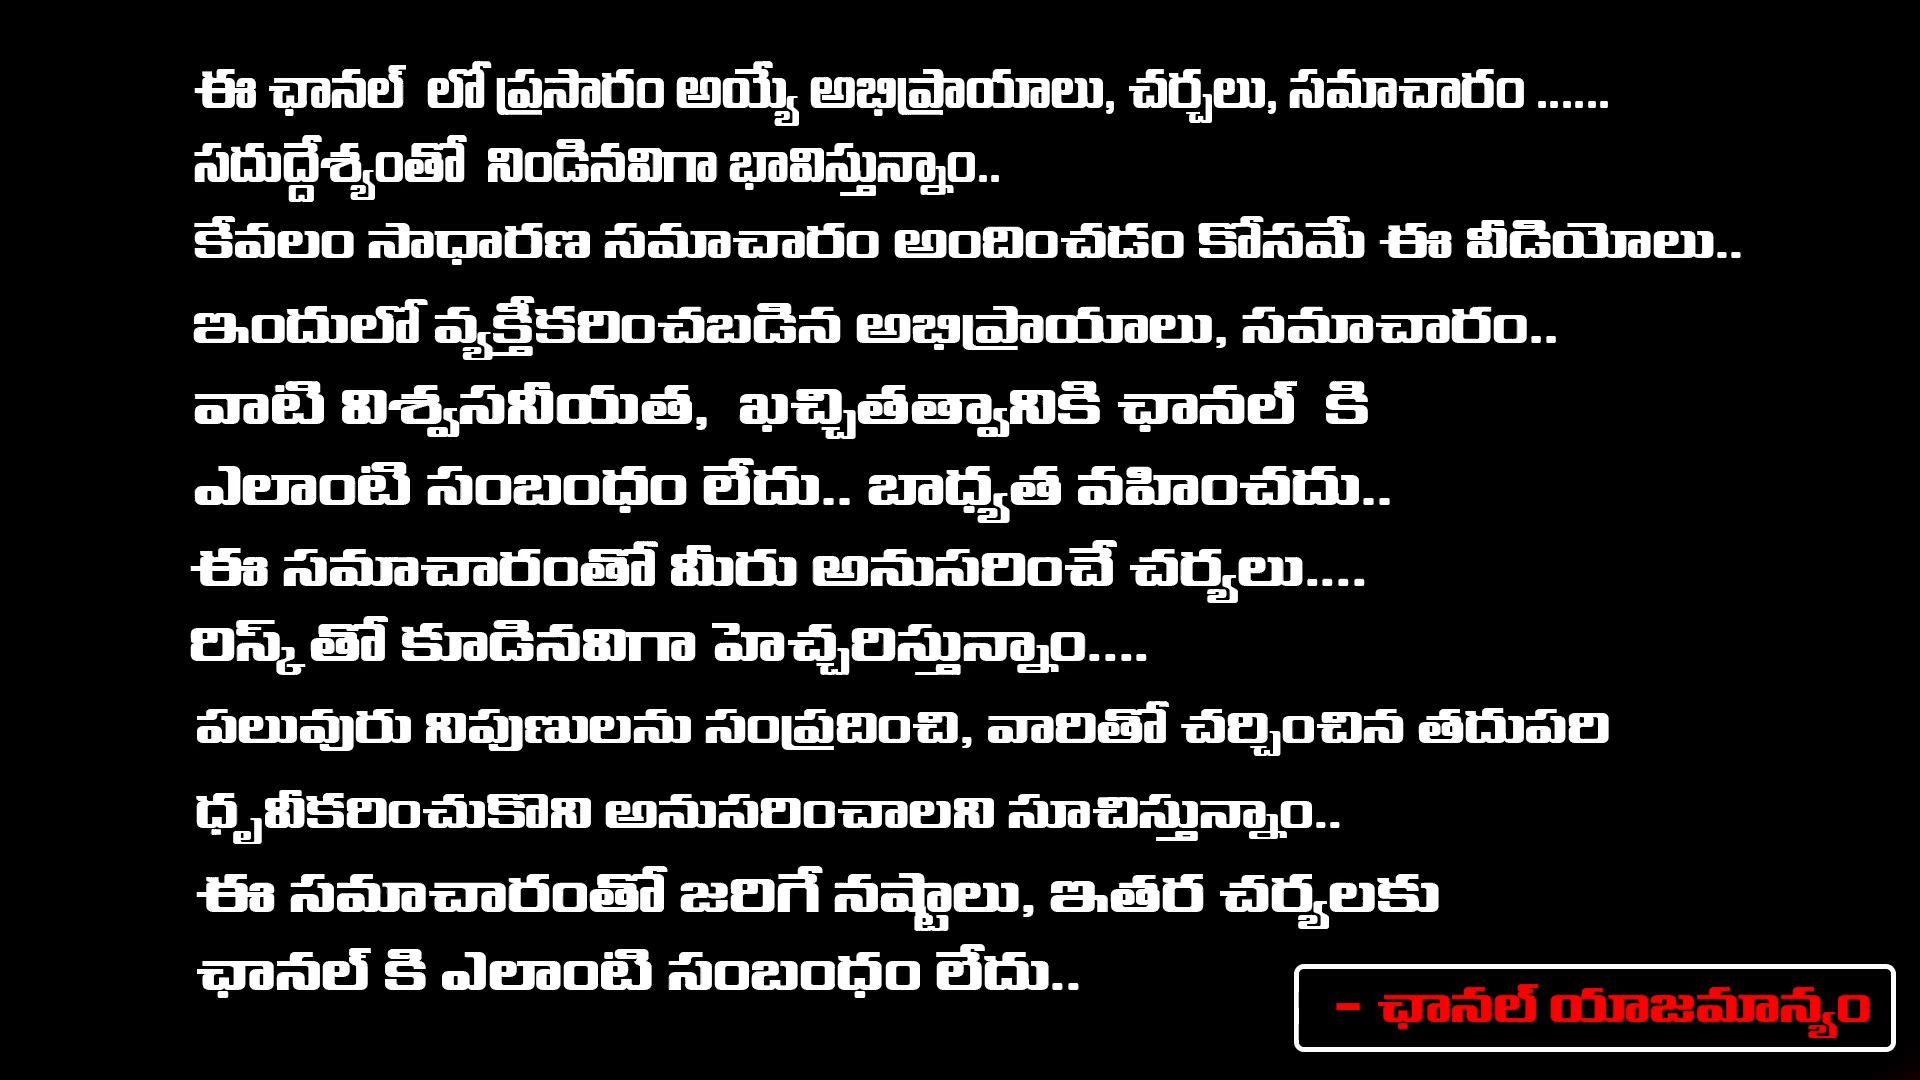 ఈ ఛానల్ లో ప్రసారం అయ్యే అభిప్రాయాలు, చర్చలు, సమాచారం ......
సదుద్దేశ్యంతో నిండినవిగా భావిస్తున్నాం..
కేవలం సాధారణ సమాచారం అందించడం కోసమే ఈ వీడియోలు..
ఇందులో వ్యక్తీకరించబడిన అభిప్రాయాలు, సమాచారం..
వాటి విశ్వసనీయత, ఖచ్చితత్వానికి ఛానల్ కి
ఎలాంటి సంబంధం లేదు.. బాధ్యత వహించదు..
ఈ సమాచారంతో మీరు అనుసరించే చర్యలు....
రిస్క్ తో కూడినవిగా హెచ్చరిస్తున్నాం....
పలువురు నిపుణులను సంప్రదించి, వారితో చర్చించిన తదుపరి
ధృవీకరించుకొని అనుసరించాలని సూచిస్తున్నాం..
ఈ సమాచారంతో జరిగే నష్టాలు, ఇతర చర్యలకు
ఛానల్ కి ఎలాంటి సంబంధం లేదు..
- ఛానల్ యాజమాన్యం